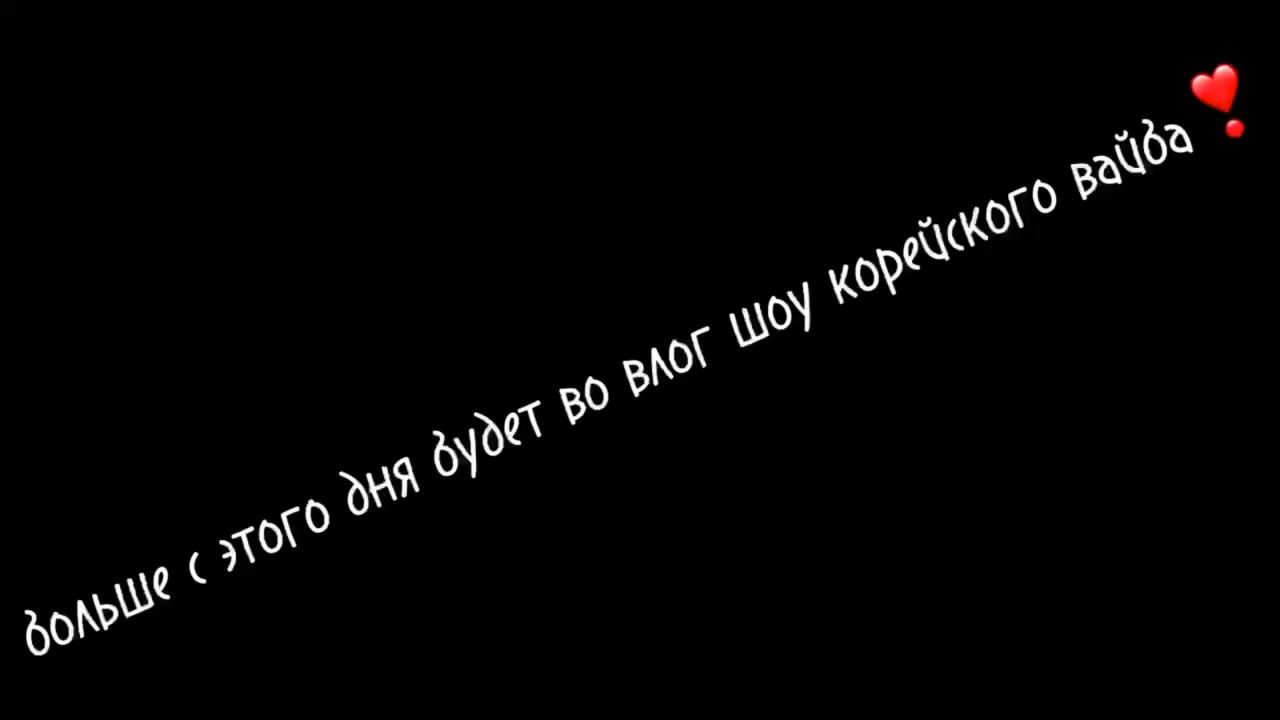 больше с этого дня будет во влог шоу корейского вайба ❣️